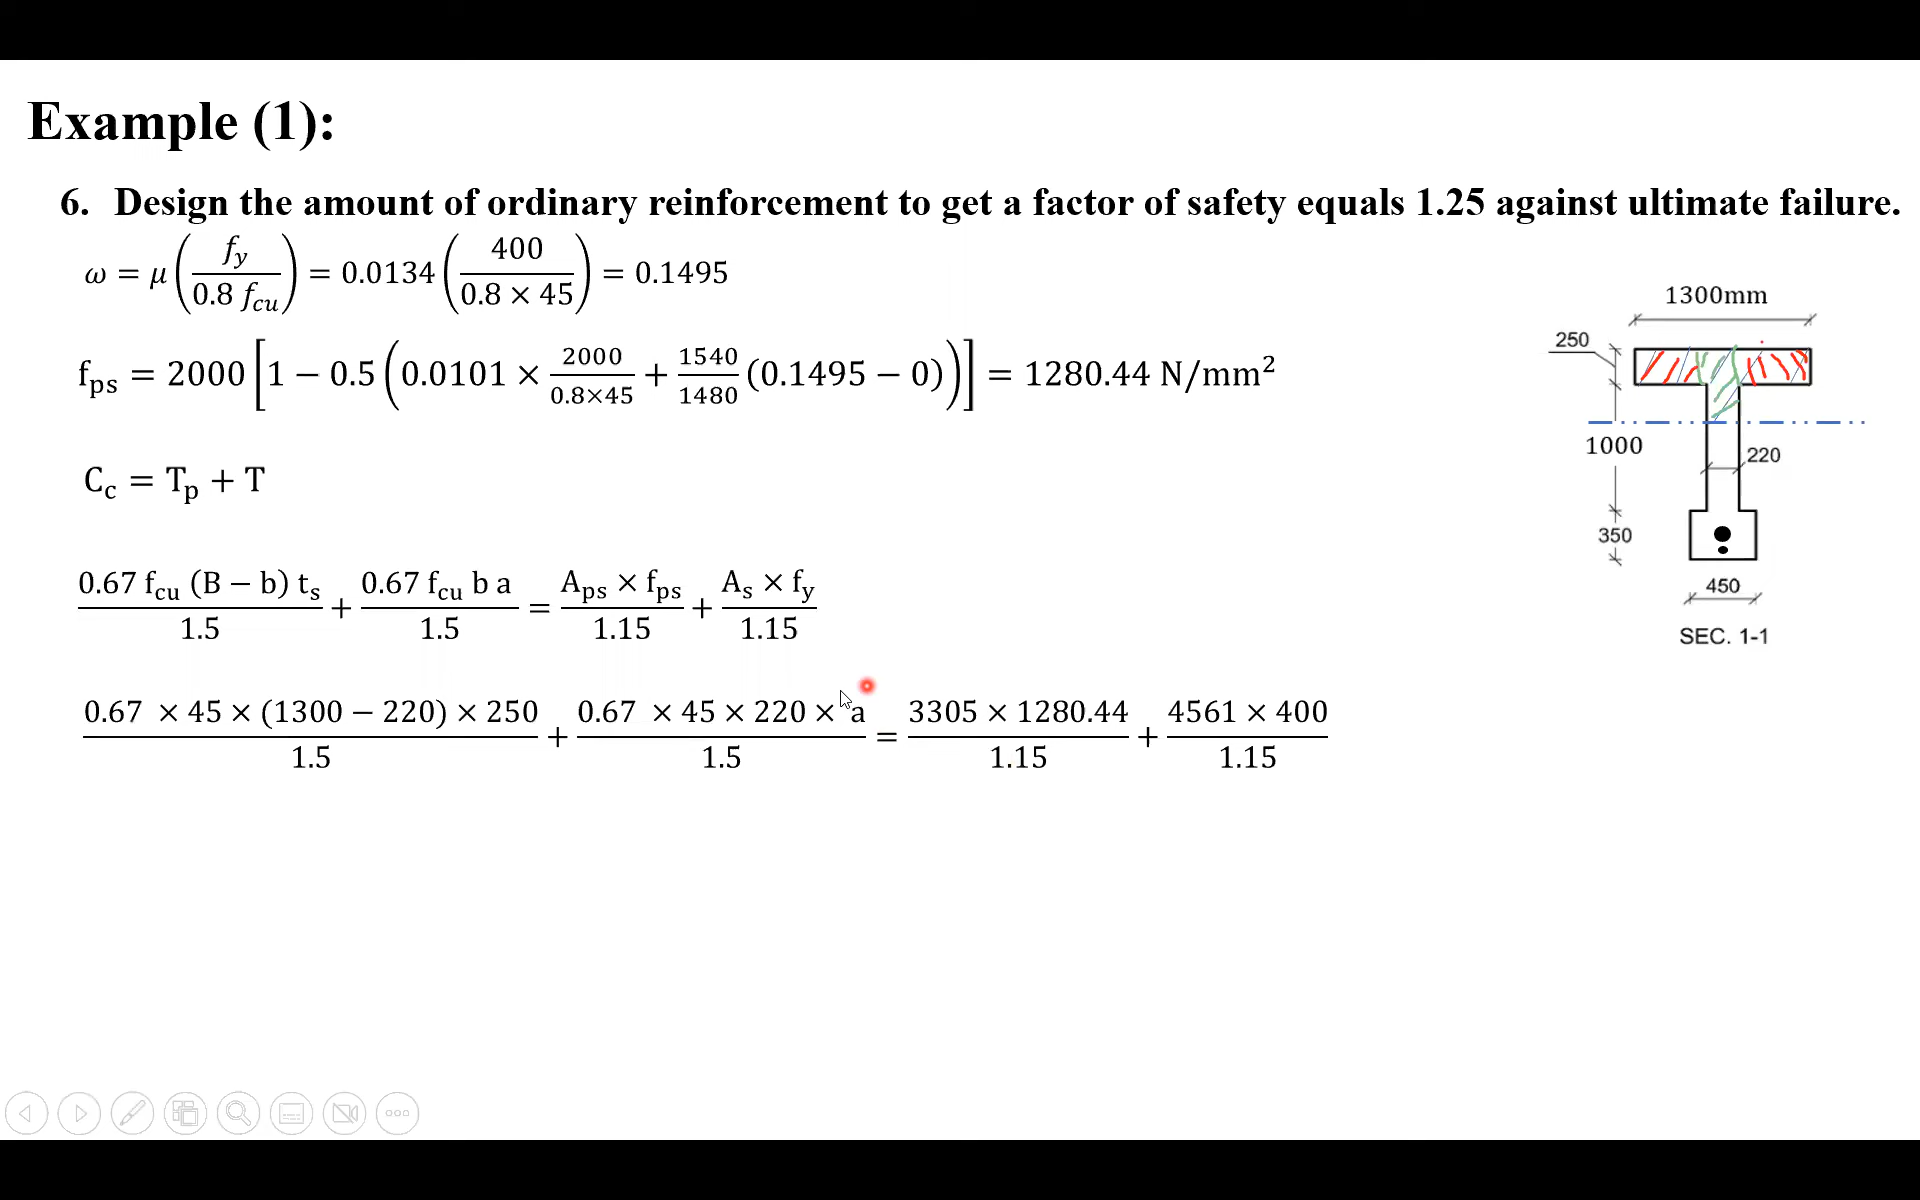 Example (1):
6. Design the amount of ordinary reinforcement to get a factor of safety equals 1.25 against ultimate failure.
ω = μ (f_y / 0.8 f_cu) = 0.0134 (400 / 0.8 × 45) = 0.1495
f_ps = 2000 [1 − 0.5 (0.0101 × 2000 / 0.8×45 + 1540 / 1480 (0.1495 − 0))] = 1280.44 N/mm²
C_c = T_p + T
0.67 f_cu (B − b) t_s / 1.5 + 0.67 f_cu b a / 1.5 = A_ps × f_ps / 1.15 + A_s × f_y / 1.15
0.67 × 45 × (1300 − 220) × 250 / 1.5 + 0.67 × 45 × 220 × a / 1.5 = 3305 × 1280.44 / 1.15 + 4561 × 400 / 1.15
1300mm
250
1000
220
350
450
SEC. 1-1